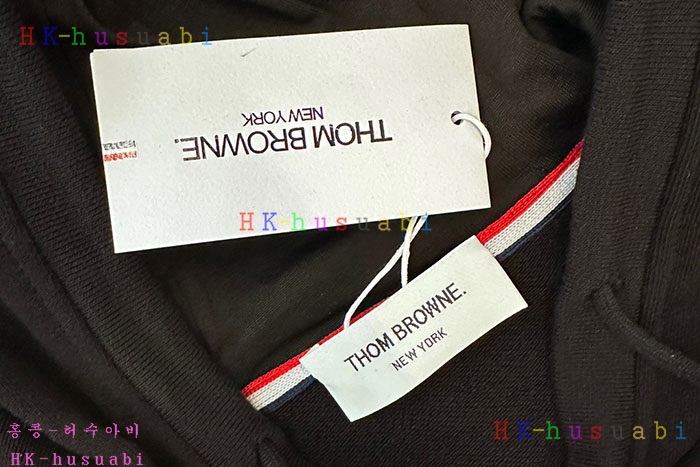 HK-husuabi
THOM BROWNE.
NEW YORK
HK-husuabi
THOM BROWNE.
NEW YORK
HK-husuabi
홍콩-허수아비
HK-husuabi